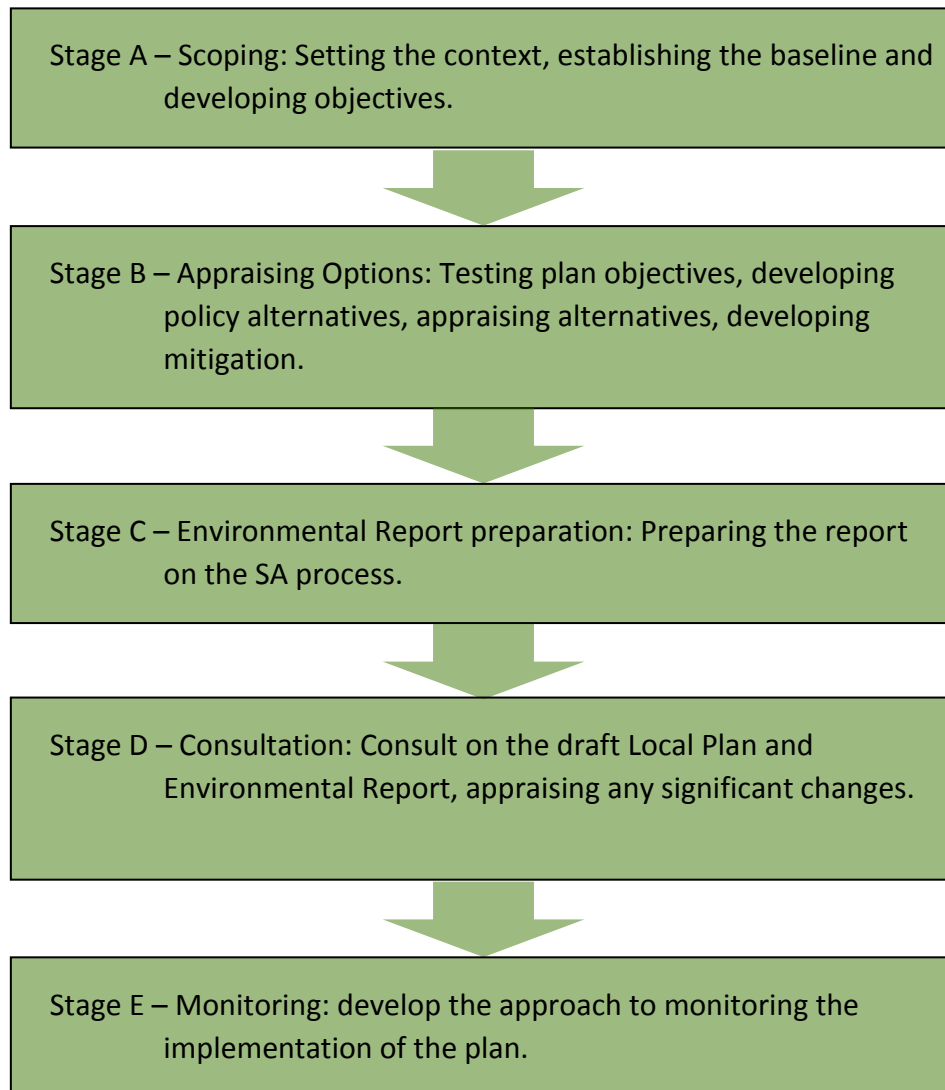 Stage A – Scoping: Setting the context, establishing the baseline and
developing objectives.
Stage B – Appraising Options: Testing plan objectives, developing
policy alternatives, appraising alternatives, developing
mitigation.
Stage C – Environmental Report preparation: Preparing the report
on the SA process.
Stage D – Consultation: Consult on the draft Local Plan and
Environmental Report, appraising any significant changes.
Stage E – Monitoring: develop the approach to monitoring the
implementation of the plan.